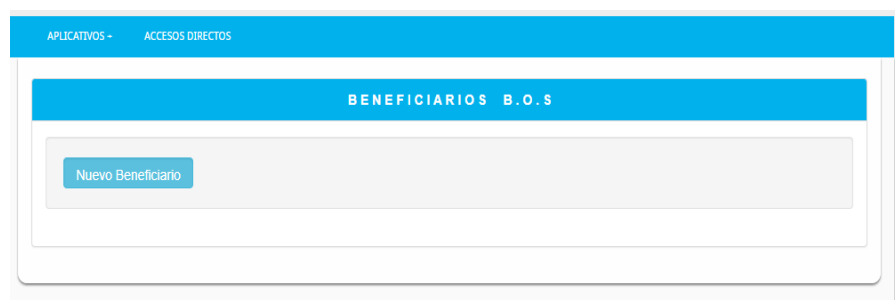 APLICATIVOS
ACCESOS DIRECTOS
BENEFICIARIOS B.O.S
Nuevo Beneficiario